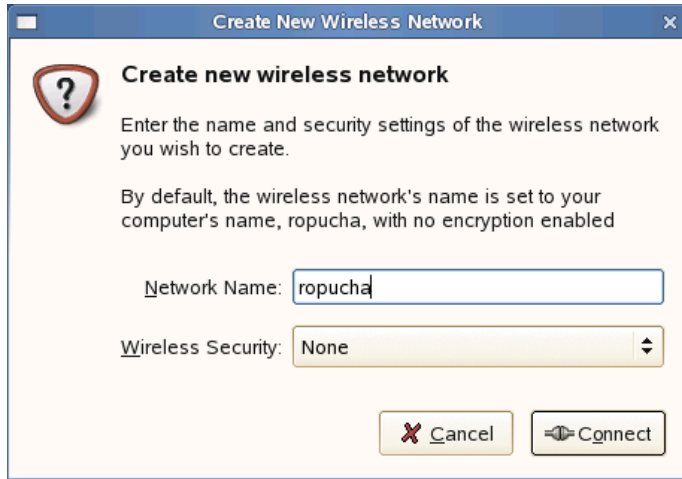 Create New Wireless Network
Create new wireless network
Enter the name and security settings of the wireless network
you wish to create.
By default, the wireless network's name is set to your
computer's name, ropucha, with no encryption enabled
Network Name: ropucha
Wireless Security: None
Cancel Connect